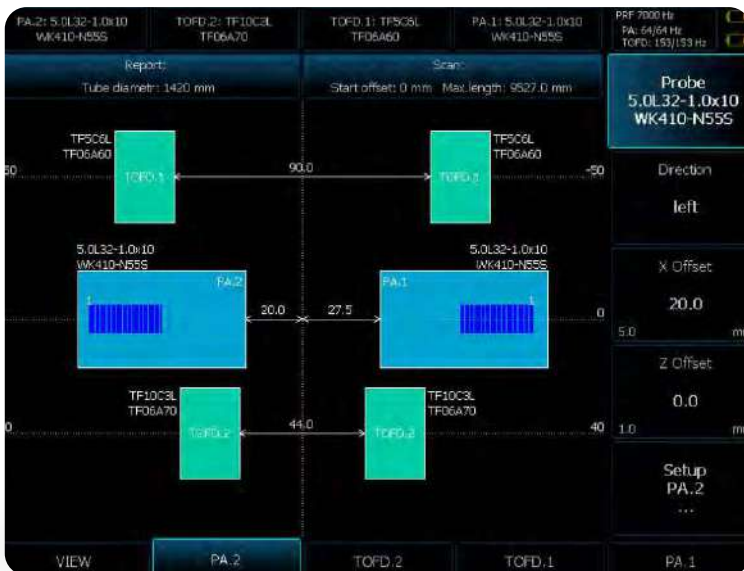 PA.2: 5.0L32-1.0x10
WK410-N55S
TOFD.2: TF10C3L
TF06A70
TOFD.1: TF5C6L
TF06A60
PA.1: 5.0L32-1.0x10
WK410-N55S
PRF 7000 Hz
PA: 64/64 Hz
TOFD: 153/153 Hz
Report:
Tube diametr: 1420 mm
Scan:
Start offset: 0 mm Max.length: 9527.0 mm
Probe
5.0L32-1.0x10
WK410-N55S
TF5C6L
TF06A60
TOFD.1
90.0
TF5C6L
TF06A60
TOFD.1
-50
Direction
left
5.0L32-1.0x10
WK410-N55S
PA.2
1
20.0
27.5
5.0L32-1.0x10
WK410-N55S
PA.1
1
0
X Offset
20.0
5.0
Z Offset
0.0
1.0
TF10C3L
TF06A70
TOFD.2
44.0
TF10C3L
TF06A70
TOFD.2
40
Setup
PA.2
...
VIEW
PA.2
TOFD.2
TOFD.1
PA.1